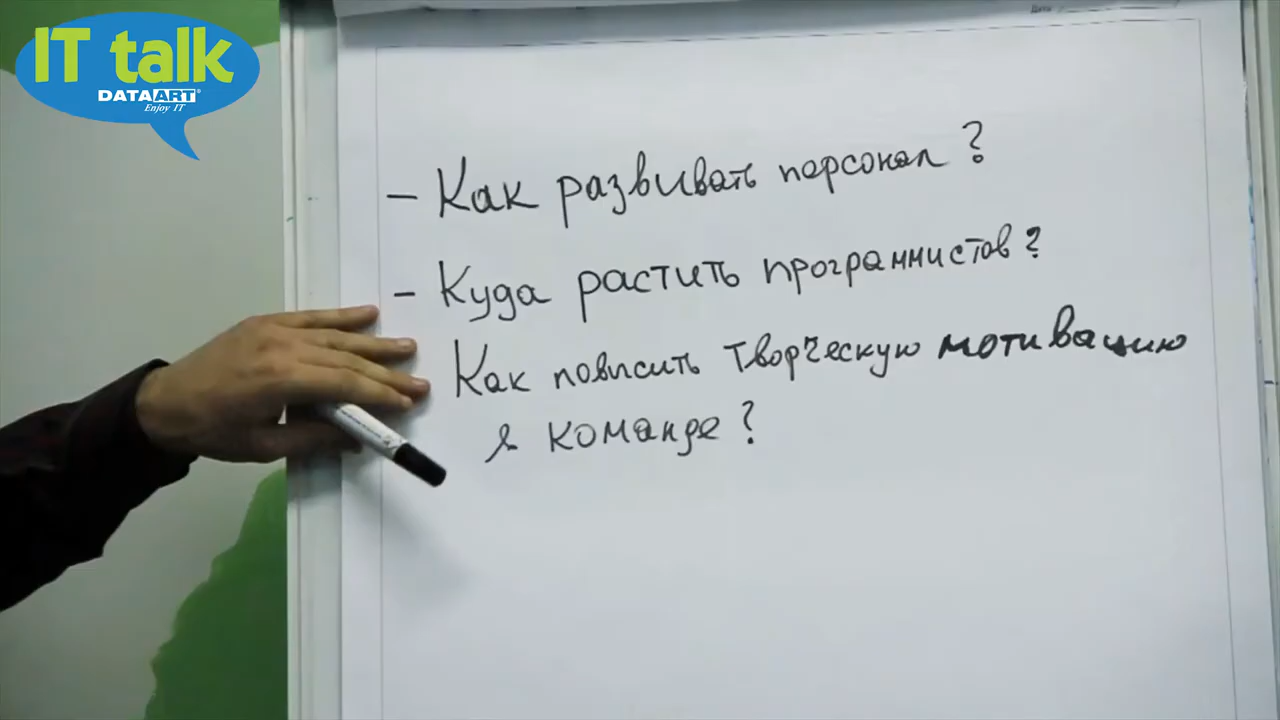 IT talk
DATAART®
Enjoy IT
- Как развивать персонал?
- Куда растить программистов?
Как повысить творческую мотивацию
в команде?